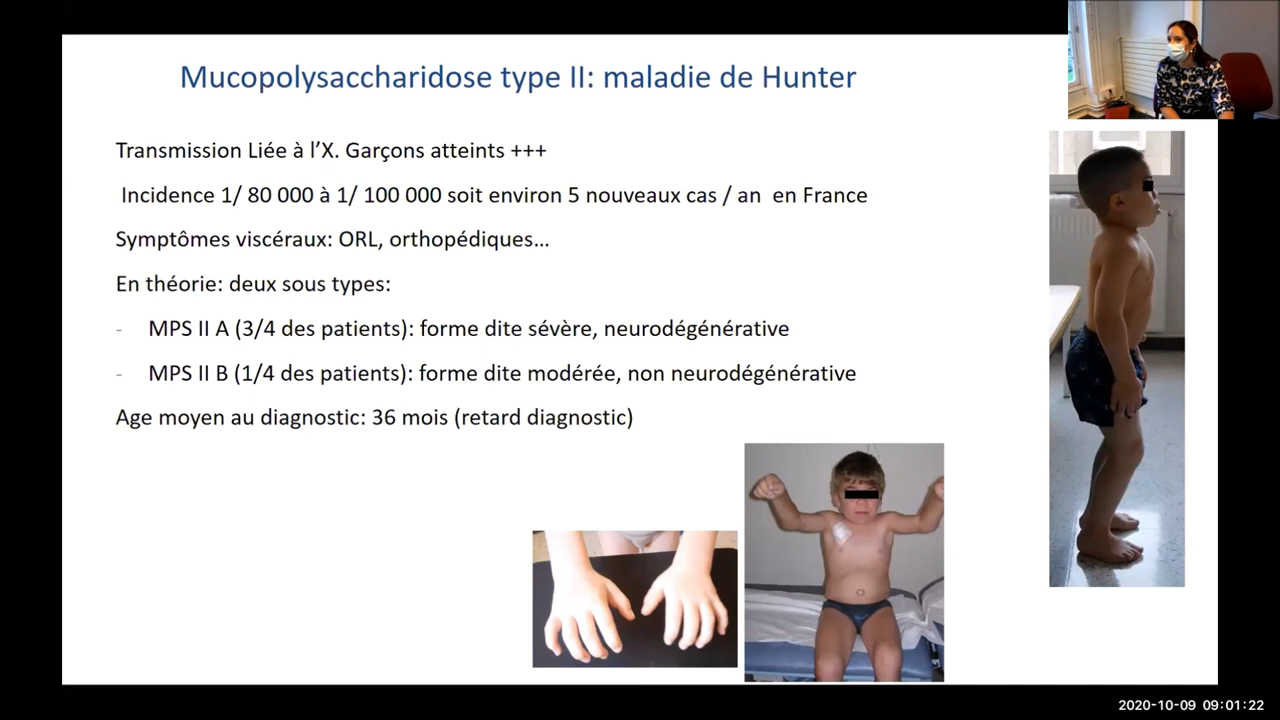 Mucopolysaccharidose type II: maladie de Hunter
Transmission Liée à l’X. Garçons atteints +++
Incidence 1/ 80 000 à 1/ 100 000 soit environ 5 nouveaux cas / an  en France
Symptômes viscéraux: ORL, orthopédiques…
En théorie: deux sous types:
- MPS II A (3/4 des patients): forme dite sévère, neurodégénérative
- MPS II B (1/4 des patients): forme dite modérée, non neurodégénérative
Age moyen au diagnostic: 36 mois (retard diagnostic)
2020-10-09 09:01:22